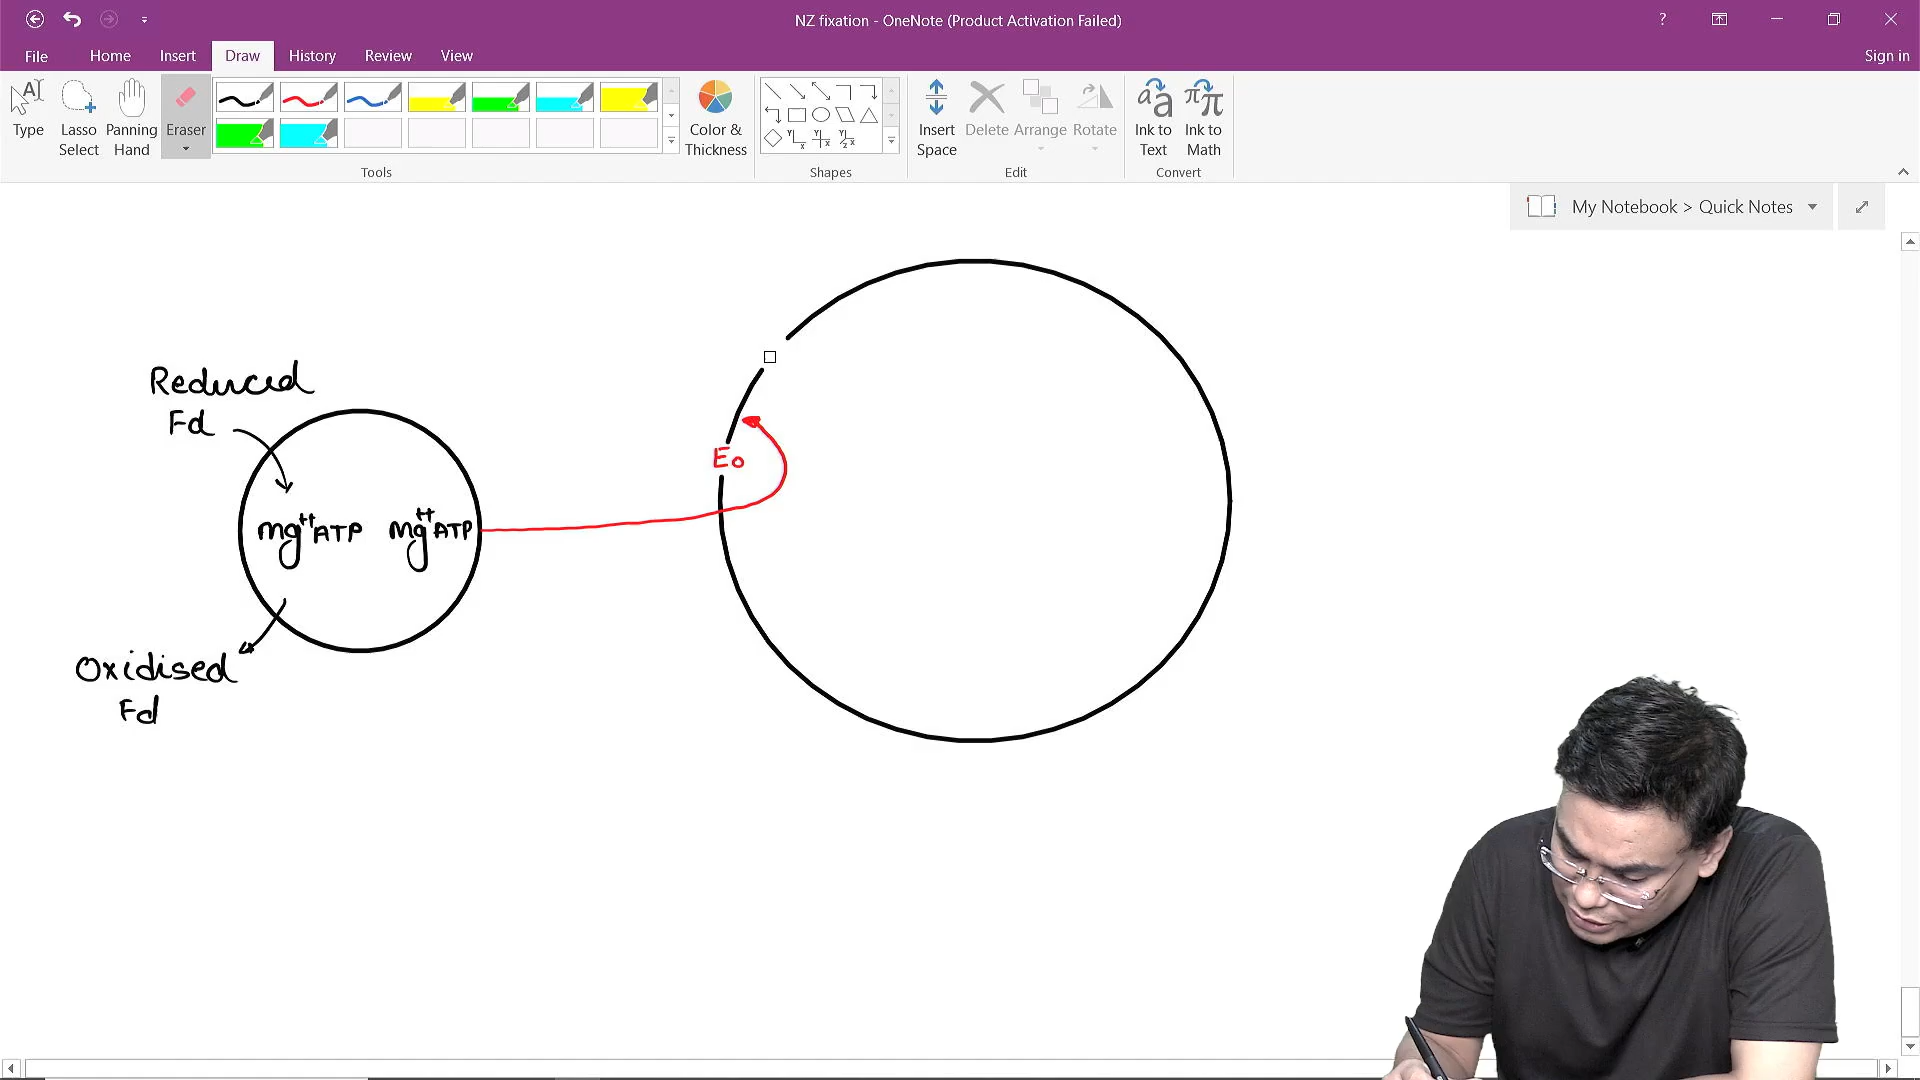 NZ fixation - OneNote (Product Activation Failed)
?
File Home Insert Draw History Review View
Sign in
Type
Lasso Select
Panning Hand
Eraser
Color & Thickness
Insert Space
Delete
Arrange
Rotate
Ink to Text
Ink to Math
Tools
Shapes
Edit
Convert
My Notebook > Quick Notes
Reduced
Fd
Eo
mg++ATP mg++ATP
Oxidised
Fd